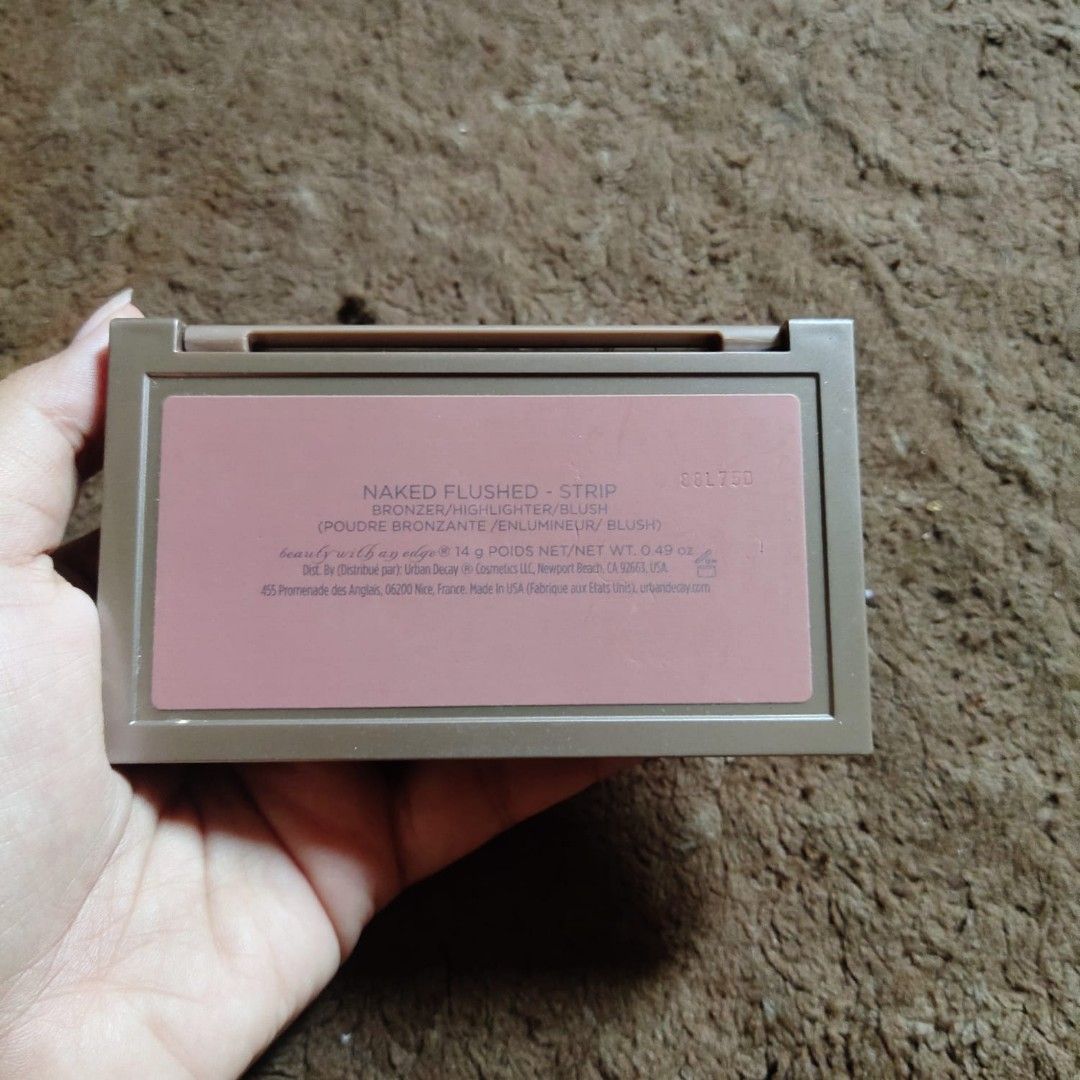 NAKED FLUSHED - STRIP
BRONZER/HIGHLIGHTER/BLUSH
(POUDRE BRONZANTE /ENLUMINEUR/ BLUSH)
beauty with an edge® 14 g POIDS NET/NET WT. 0.49 oz
Dist. By (Distribué par): Urban Decay ® Cosmetics LLC, Newport Beach, CA 92663, USA.
455 Promenade des Anglais, 06200 Nice, France. Made in USA (Fabrique aux Etats Unis), urbandecay.com